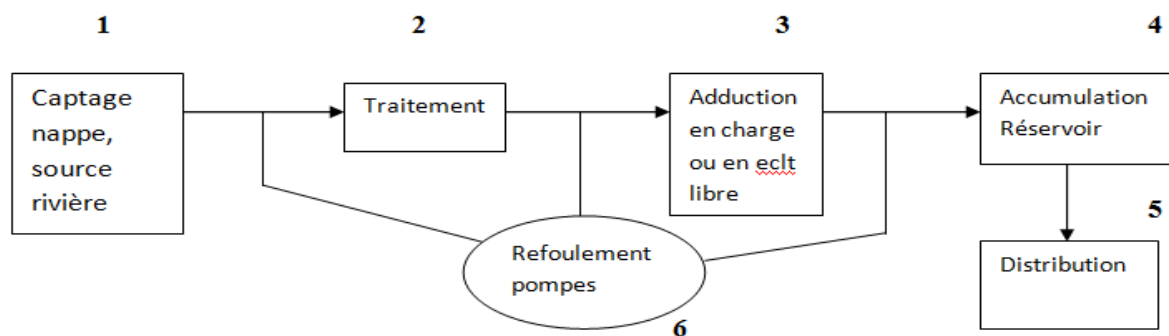 1
2
3
4
Captage
nappe,
source
rivière
Traitement
Adduction
en charge
ou en eclt
libre
Accumulation
Réservoir
5
Distribution
Refoulement
pompes
6